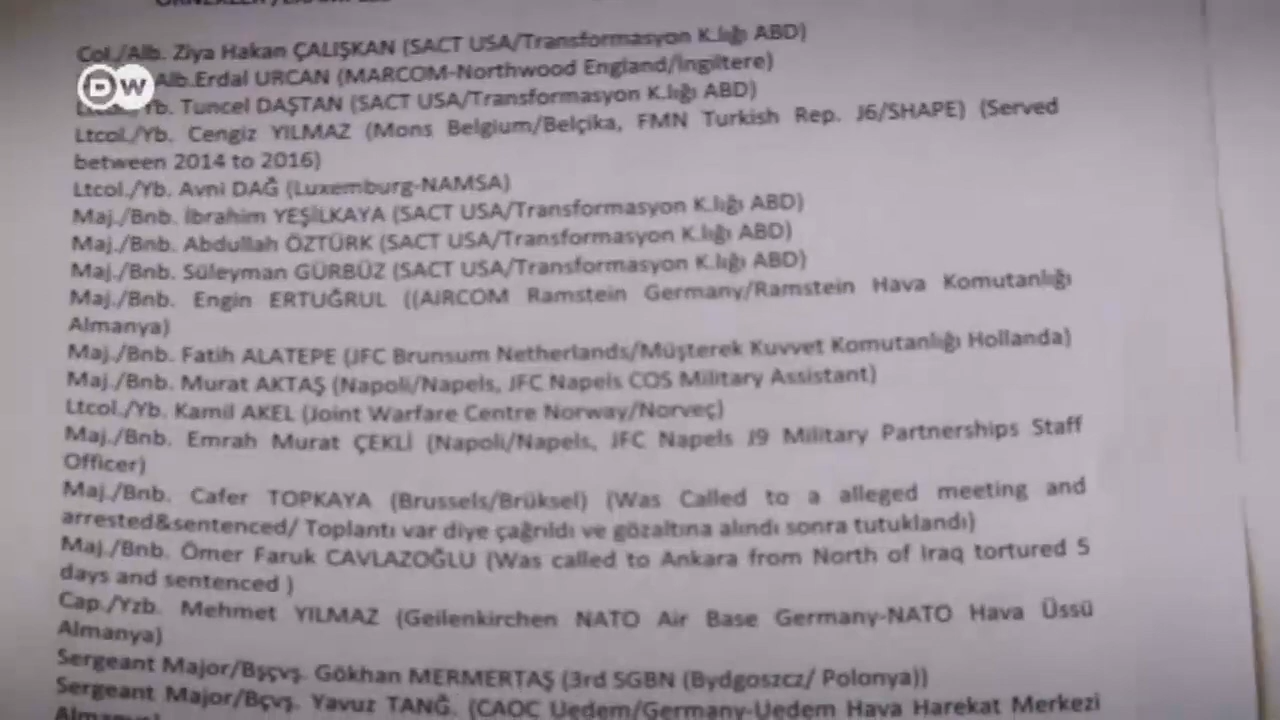 Col./Alb. Ziya Hakan ÇALIŞKAN (SACT USA/Transformasyon K.lığı ABD)
DW
Alb.Erdal URCAN (MARCOM-Northwood England/İngiltere)
Yb. Tuncel DAŞTAN (SACT USA/Transformasyon K.lığı ABD)
Ltcol./Yb. Cengiz YILMAZ (Mons Belgium/Belçika, FMN Turkish Rep. J6/SHAPE) (Served
between 2014 to 2016)
Ltcol./Yb. Avni DAĞ (Luxemburg-NAMSA)
Maj./Bnb. İbrahim YEŞİLKAYA (SACT USA/Transformasyon K.lığı ABD)
Maj./Bnb. Abdullah ÖZTÜRK (SACT USA/Transformasyon K.lığı ABD)
Maj./Bnb. Süleyman GÜRBÜZ (SACT USA/Transformasyon K.lığı ABD)
Maj./Bnb. Engin ERTUĞRUL ((AIRCOM Ramstein Germany/Ramstein Hava Komutanlığı
Almanya)
Maj./Bnb. Fatih ALATEPE (JFC Brunsum Netherlands/Müşterek Kuvvet Komutanlığı Hollanda)
Maj./Bnb. Murat AKTAŞ (Napoli/Napels, JFC Napels COS Military Assistant)
Ltcol./Yb. Kamil AKEL (Joint Warfare Centre Norway/Norveç)
Maj./Bnb. Emrah Murat ÇEKLİ (Napoli/Napels, JFC Napels J9 Military Partnerships Staff
Officer)
Maj./Bnb. Cafer TOPKAYA (Brussels/Brüksel) (Was Called to a alleged meeting and
arrested&sentenced/ Toplantı var diye çağrıldı ve gözaltına alındı sonra tutuklandı)
Maj./Bnb. Ömer Faruk CAVLAZOĞLU (Was called to Ankara from North of Iraq tortured 5
days and sentenced )
Cap./Yzb. Mehmet YILMAZ (Geilenkirchen NATO Air Base Germany-NATO Hava Üssü
Almanya)
Sergeant Major/Bşçvş. Gökhan MERMERTAŞ (3rd SGBN (Bydgoszcz/ Polonya))
Sergeant Major/Bçvş. Yavuz TANĞ. (CAOC Uedem/Germany-Uedem Hava Harekat Merkezi